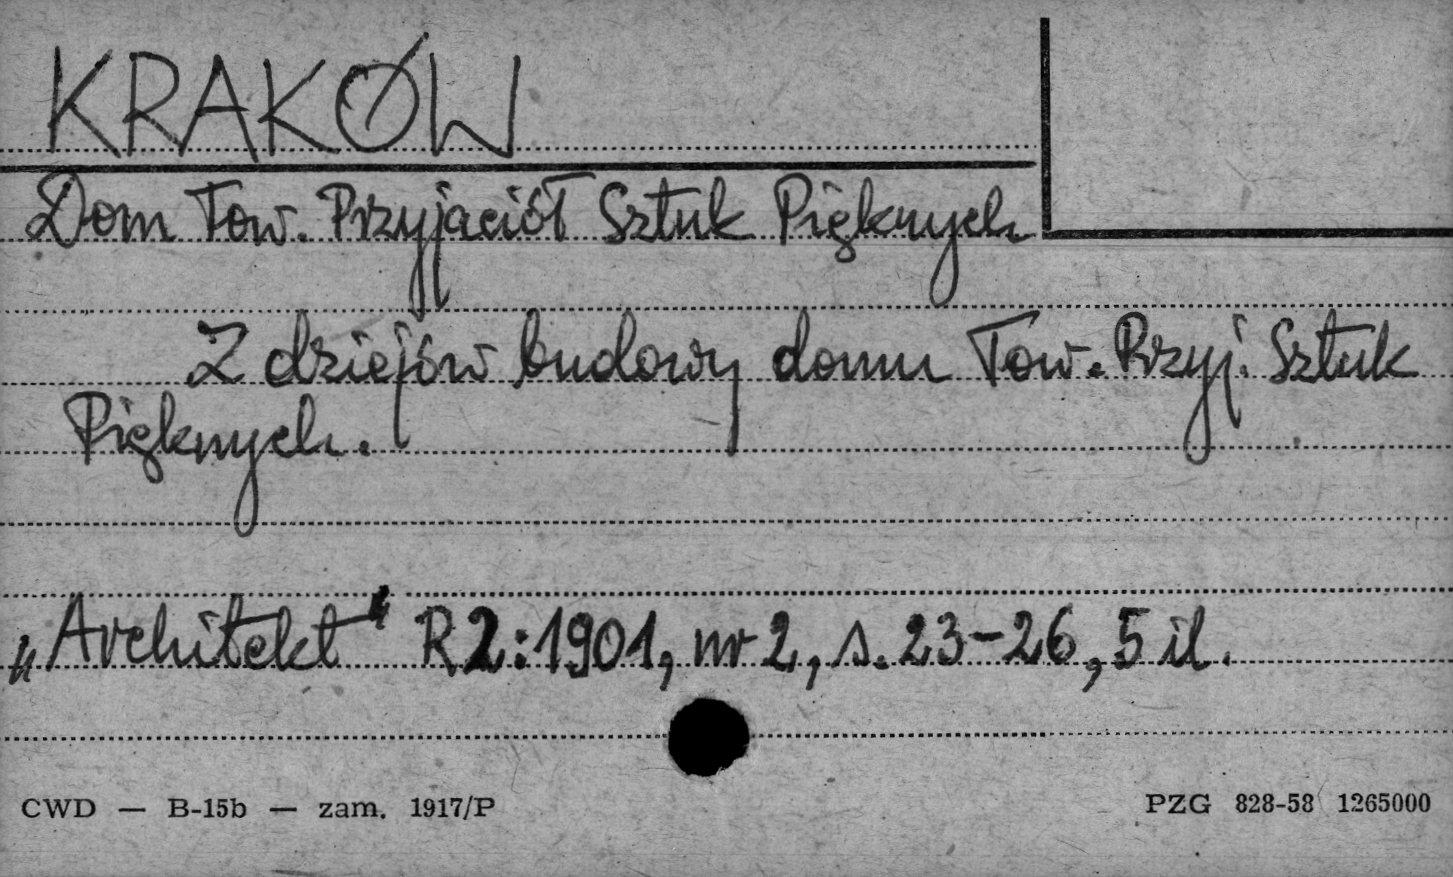 KRAKÓW
Dom Tow. Przyjaciół Sztuk Pięknych
Z dziejów budowy domu Tow. Przyj. Sztuk
Pięknych.
„Architekt" R2:1901, nr 2, s. 23-26, 5 il.
CWD — B-15b — zam. 1917/P
PZG 828-58 1265000